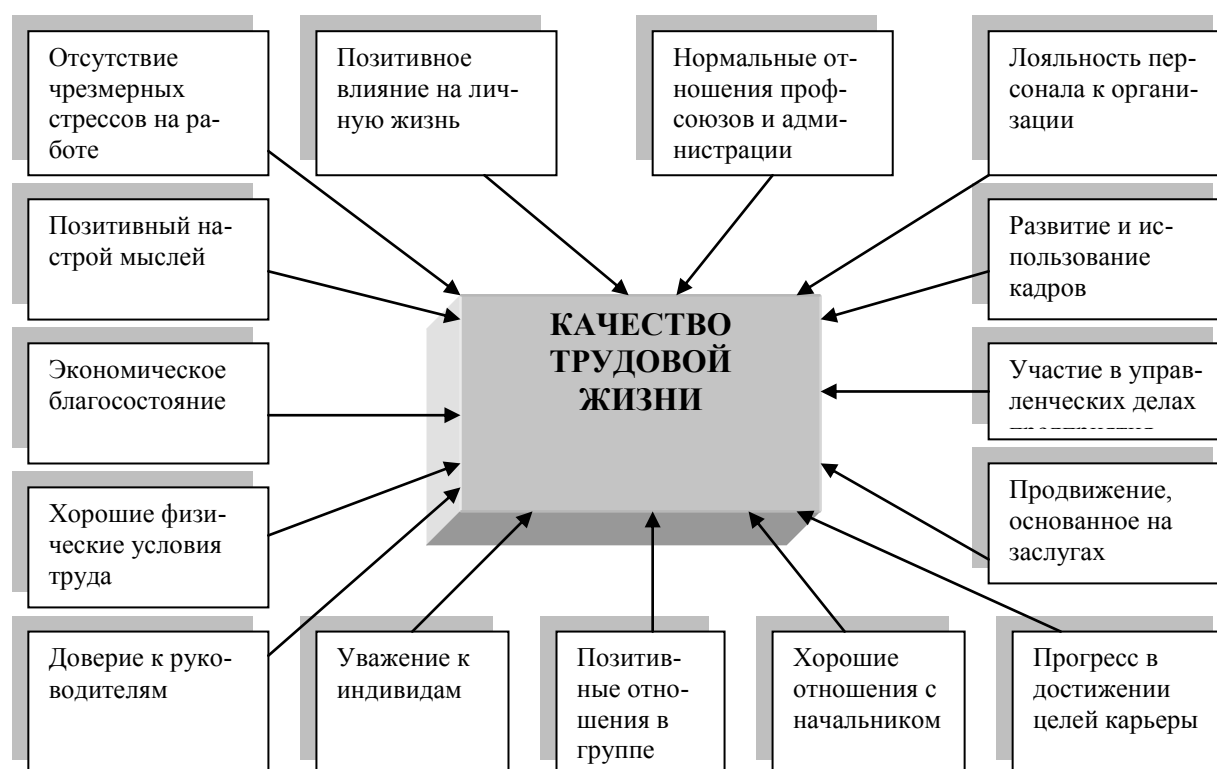 Отсутствие
чрезмерных
стрессов на ра-
боте
Позитивное
влияние на лич-
ную жизнь
Нормальные от-
ношения проф-
союзов и адми-
нистрации
Лояльность пер-
сонала к органи-
зации
Позитивный на-
строй мыслей
Развитие и ис-
пользование
кадров
КАЧЕСТВО
ТРУДОВОЙ
ЖИЗНИ
Экономическое
благосостояние
Участие в управ-
ленческих делах
Хорошие физи-
ческие условия
труда
Продвижение,
основанное на
заслугах
Доверие к руко-
водителям
Уважение к
индивидам
Позитив-
ные отно-
шения в
группе
Хорошие
отношения с
начальником
Прогресс в
достижении
целей карьеры